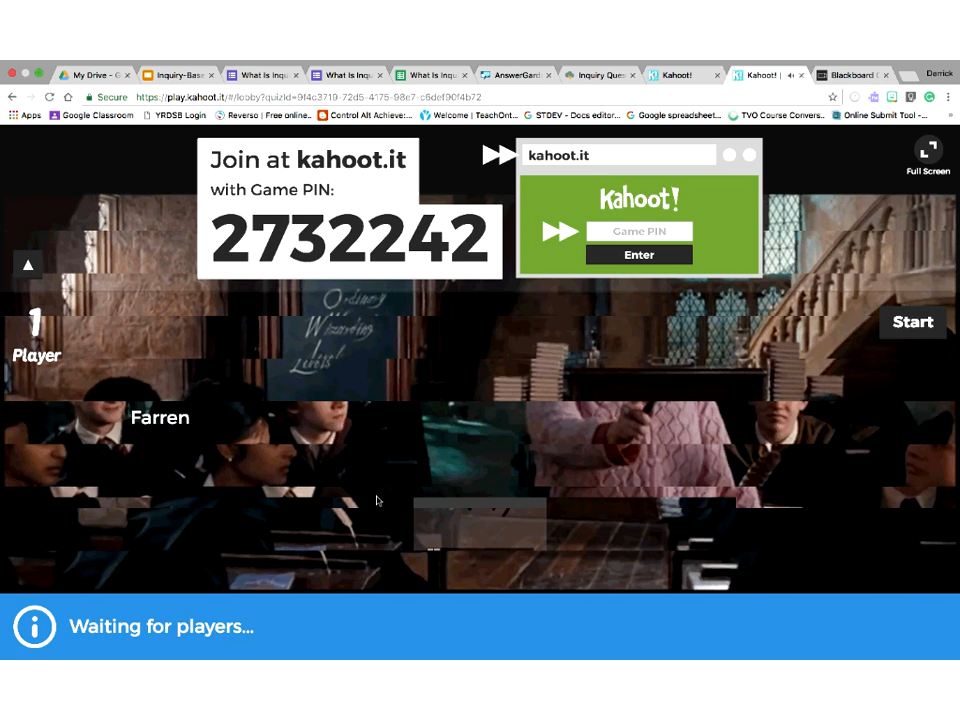 My Drive - G
Inquiry-Base
What Is Inqu
What Is Inqu
What Is Inqu
AnswerGard
Inquiry Ques
Kahoot!
Kahoot! |
Blackboard C
Derrick
Secure
https://play.kahoot.it/#/lobby?quizId=9f4c3719-72d5-4175-98e7-c6def90f4b72
Apps
Google Classroom
YRDSB Login
Reverso | Free online..
Control Alt Achieve:...
Welcome | TeachOnt...
STDEV - Docs editor...
Google spreadsheet...
TVO Course Convers..
Online Submit Tool -...
Join at kahoot.it
with Game PIN:
2732242
kahoot.it
Kahoot!
Game PIN
Enter
Full Screen
Ordinary
Wizarding
Levels
1
Player
Start
Farren
Waiting for players...